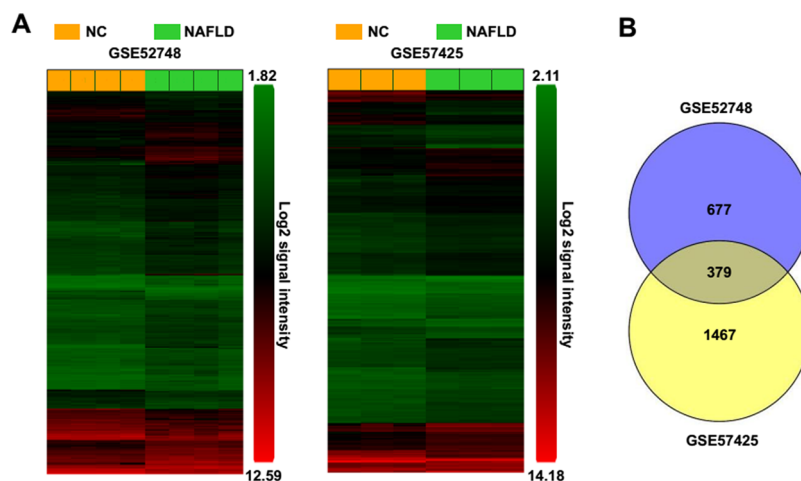 A
NC
NAFLD
GSE52748
1.82
Log2 signal intensity
12.59
NC
NAFLD
GSE57425
2.11
Log2 signal intensity
14.18
B
GSE52748
677
379
1467
GSE57425